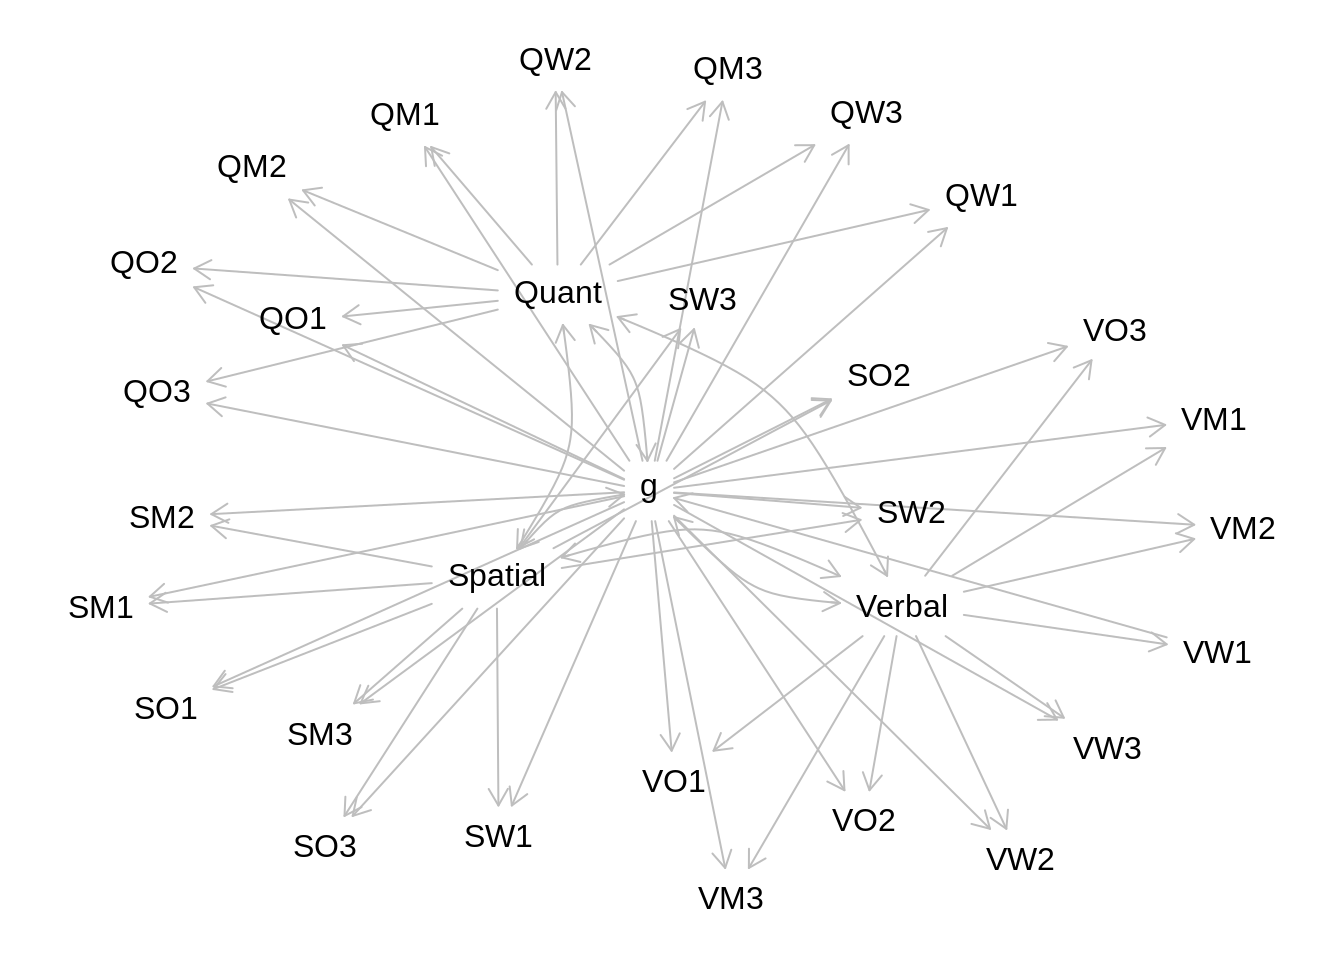 QW2
QM3
QM1
QW3
QM2
QW1
QO2
Quant
SW3
QO1
VO3
SO2
QO3
VM1
g
SM2
SW2
VM2
Spatial
SM1
Verbal
VW1
SO1
SM3
VW3
VO1
VO2
SW1
SO3
VW2
VM3